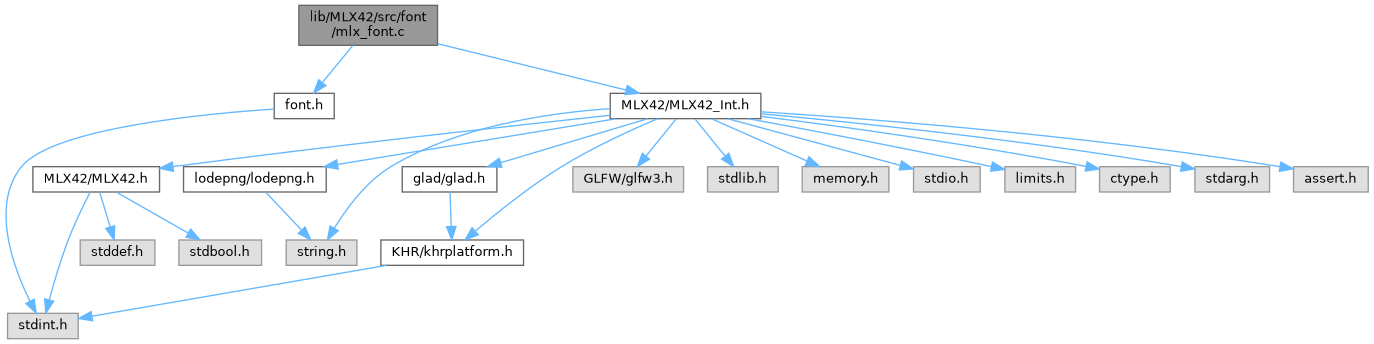 lib/MLX42/src/font
/mlx_font.c
font.h
MLX42/MLX42_Int.h
MLX42/MLX42.h
lodepng/lodepng.h
glad/glad.h
GLFW/glfw3.h
stdlib.h
memory.h
stdio.h
limits.h
ctype.h
stdarg.h
assert.h
stddef.h
stdbool.h
string.h
KHR/khrplatform.h
stdint.h